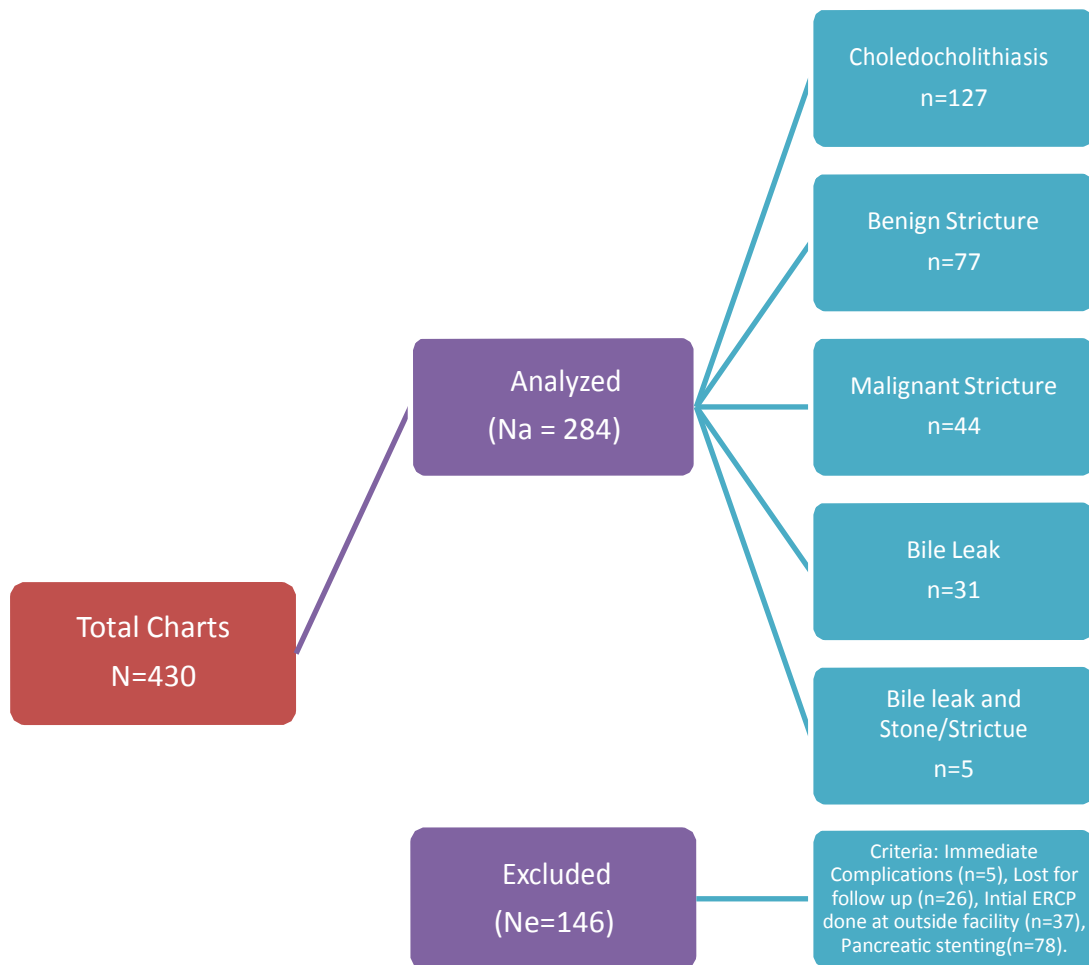 Total Charts
N=430
Analyzed
(Na = 284)
Choledocholithiasis
n=127
Benign Stricture
n=77
Malignant Stricture
n=44
Bile Leak
n=31
Bile leak and
Stone/Strictue
n=5
Excluded
(Ne=146)
Criteria: Immediate
Complications (n=5), Lost for
follow up (n=26), Intial ERCP
done at outside facility (n=37),
Pancreatic stenting(n=78).